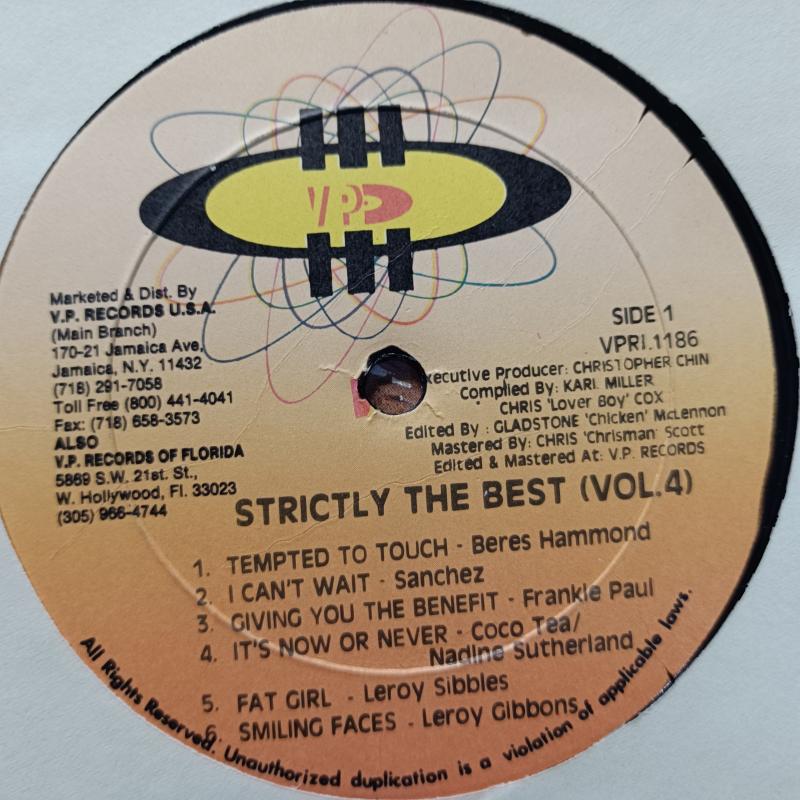 VP
Marketed & Dist. By
V.P. RECORDS U.S.A.
(Main Branch)
170-21 Jamaica Ave.
Jamaica, N.Y. 11432
(718) 291-7058
Toll Free (800) 441-4041
Fax: (718) 658-3573
ALSO
V.P. RECORDS OF FLORIDA
5869 S.W. 21st. St.,
W. Hollywood, Fl. 33023
(305) 966-4744
SIDE 1
VPRL1186
xecutive Producer: CHRISTOPHER CHIN
Complied By: KARL MILLER
CHRIS 'Lover Boy' COX
Edited By : GLADSTONE 'Chicken' McLennon
Mastered By: CHRIS 'Chrisman' Scott
Edited & Mastered At: V.P. RECORDS
STRICTLY THE BEST (VOL.4)
1. TEMPTED TO TOUCH - Beres Hammond
2. I CAN'T WAIT - Sanchez
3. GIVING YOU THE BENEFIT - Frankie Paul
4. IT'S NOW OR NEVER - Coco Tea/
Nadine Sutherland
5. FAT GIRL - Leroy Sibbles
6. SMILING FACES - Leroy Gibbons
All Rights Reserved. Unauthorized duplication is a violation of applicable laws.